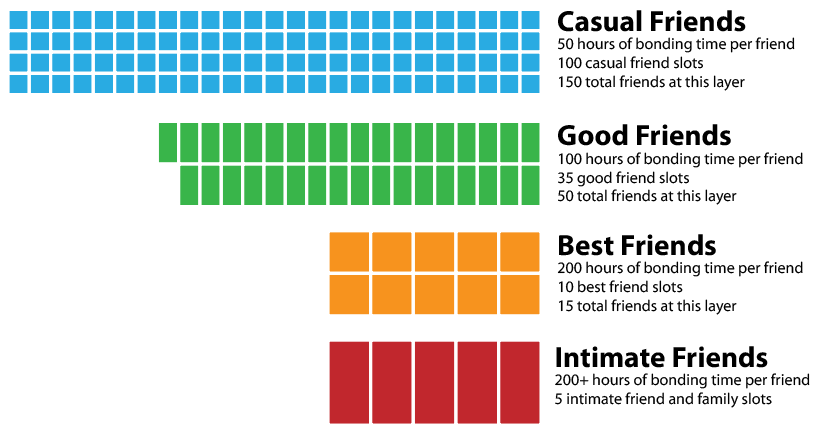 Casual Friends
50 hours of bonding time per friend
100 casual friend slots
150 total friends at this layer
Good Friends
100 hours of bonding time per friend
35 good friend slots
50 total friends at this layer
Best Friends
200 hours of bonding time per friend
10 best friend slots
15 total friends at this layer
Intimate Friends
200+ hours of bonding time per friend
5 intimate friend and family slots